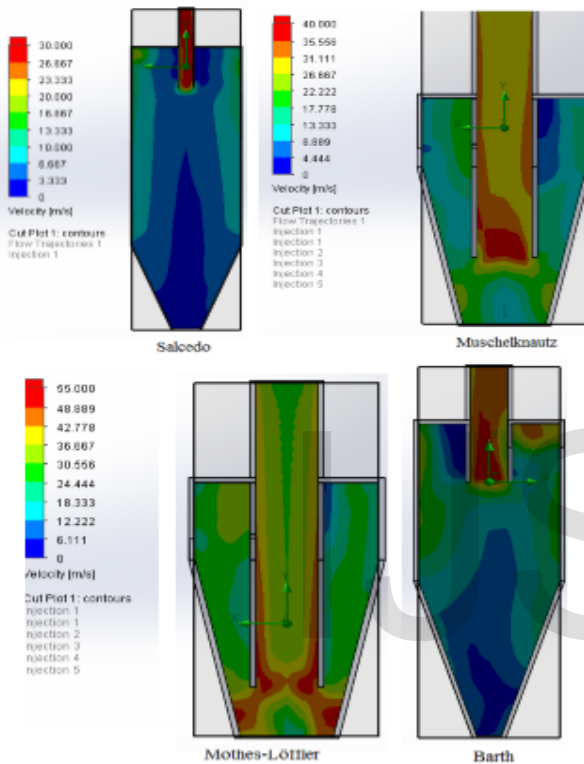 30.000
26.667
23.333
20.000
16.667
13.333
10.000
6.667
3.333
0
Velocity [m/s]
Cut Plot 1: contours
Flow Trajectories 1
Injection 1
Salcedo
40.000
35.556
31.111
26.667
22.222
17.778
13.333
8.889
4.444
0
Velocity [m/s]
Cut Plot 1: contours
Flow Trajectories 1
Injection 1
Injection 1
Injection 2
Injection 3
Injection 4
Injection 5
Muschelknautz
55.000
48.889
42.778
36.667
30.556
24.444
18.333
12.222
6.111
0
Velocity [m/s]
Cut Plot 1: contours
Injection 1
Injection 1
Injection 2
Injection 3
Injection 4
Injection 5
Mothes-Löffler
Barth